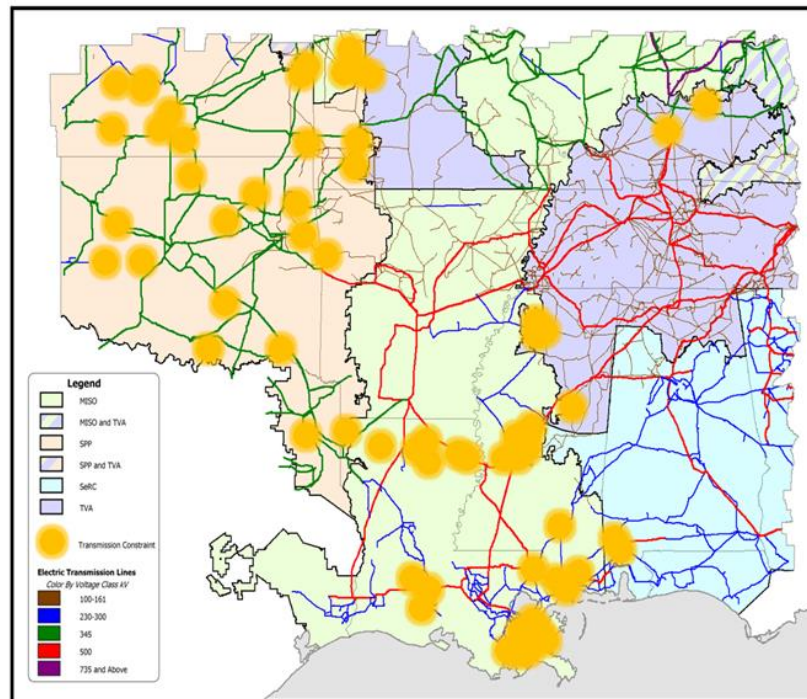 Legend
MISO
MISO and TVA
SPP
SPP and TVA
SeRC
TVA
Transmission Constraint
Electric Transmission Lines
Color By Voltage Class kV
100-161
230-300
345
500
735 and Above